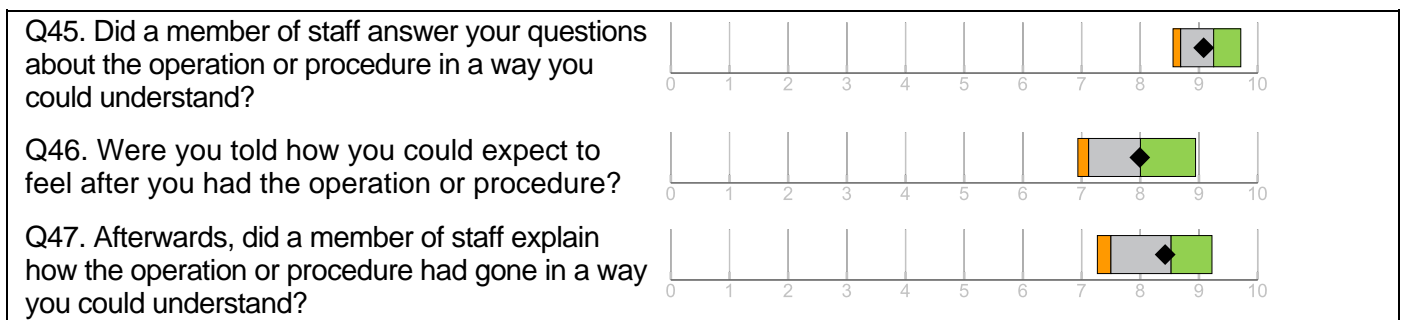 Q45. Did a member of staff answer your questions
about the operation or procedure in a way you
could understand?
0 1 2 3 4 5 6 7 8 9 10
Q46. Were you told how you could expect to
feel after you had the operation or procedure?
0 1 2 3 4 5 6 7 8 9 10
Q47. Afterwards, did a member of staff explain
how the operation or procedure had gone in a way
you could understand?
0 1 2 3 4 5 6 7 8 9 10